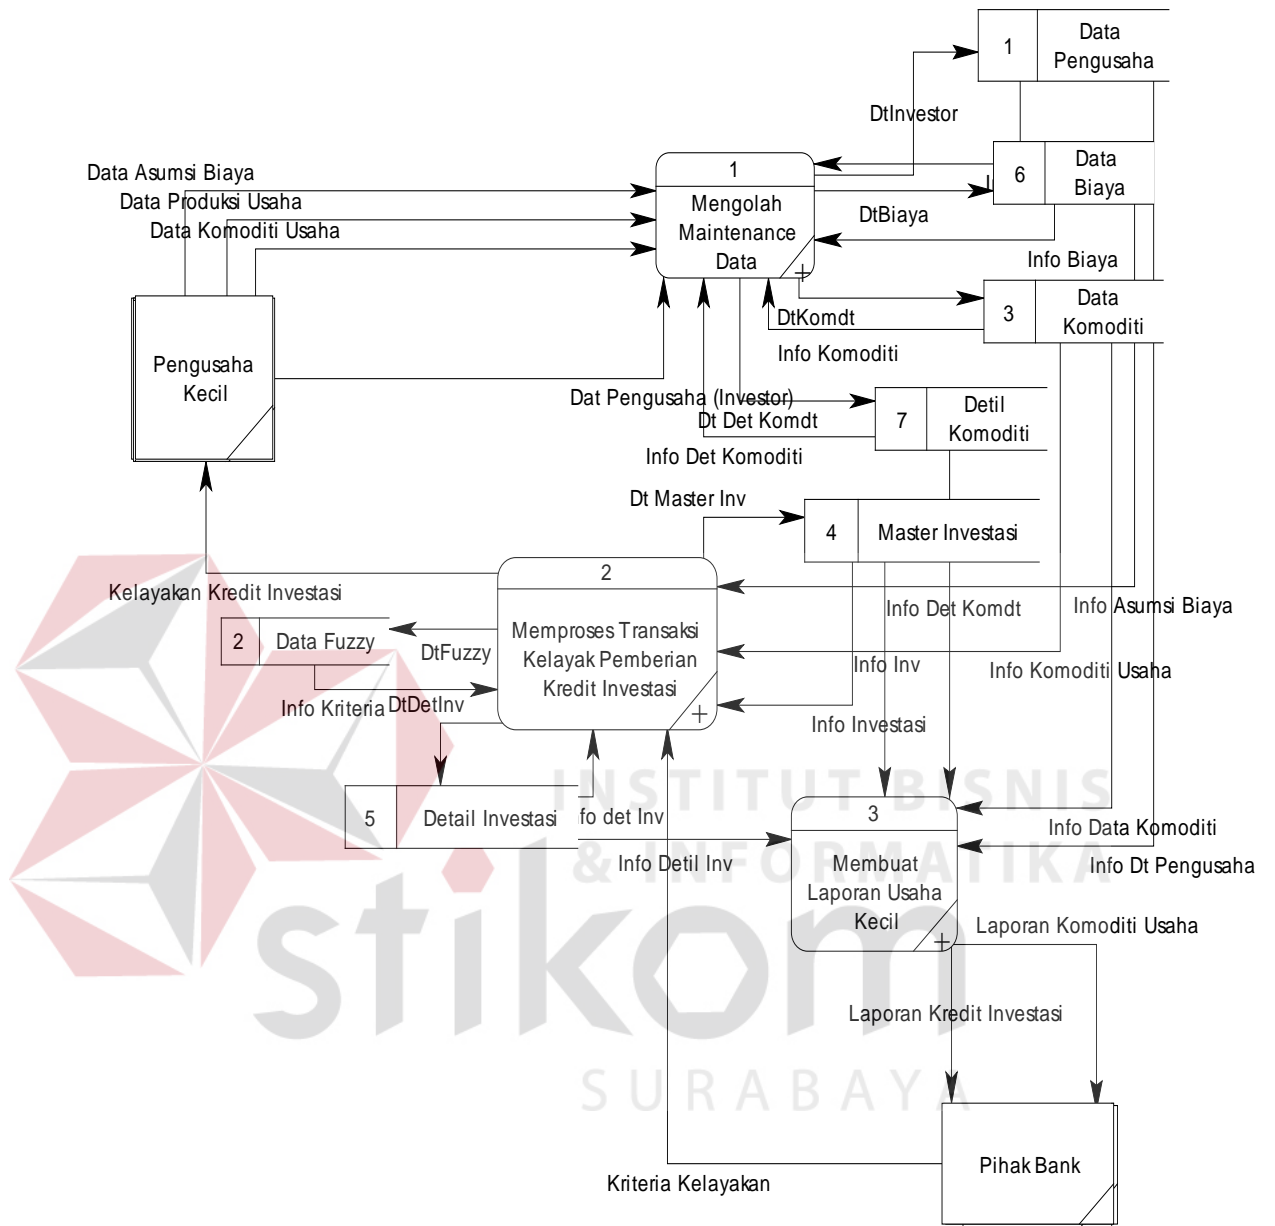 1
Data
Pengusaha
DtInvestor
Data Asumsi Biaya
Data Produksi Usaha
Data Komoditi Usaha
1
Mengolah
Maintenance
Data
6
Data
Biaya
DtBiaya
Info Biaya
3
Data
Komoditi
DtKomdt
Info Komoditi
Pengusaha
Kecil
Dat Pengusaha (Investor)
Dt Det Komdt
7
Detil
Komoditi
Info Det Komoditi
Dt Master Inv
4
Master Investasi
2
Memproses Transaksi
Kelayak Pemberian
Kredit Investasi
Kelayakan Kredit Investasi
Info Det Komdt
Info Asumsi Biaya
2
Data Fuzzy
DtFuzzy
Info Inv
Info Komoditi Usaha
Info Kriteria
DtDetInv
Info Investasi
5
Detail Investasi
fo det Inv
INSTITUT BISNIS
& INFORMATIKA
3
Membuat
Laporan Usaha
Kecil
Info Data Komoditi
Info Detil Inv
Info Dt Pengusaha
stikom
Laporan Komoditi Usaha
Laporan Kredit Investasi
SURABAYA
Pihak Bank
Kriteria Kelayakan